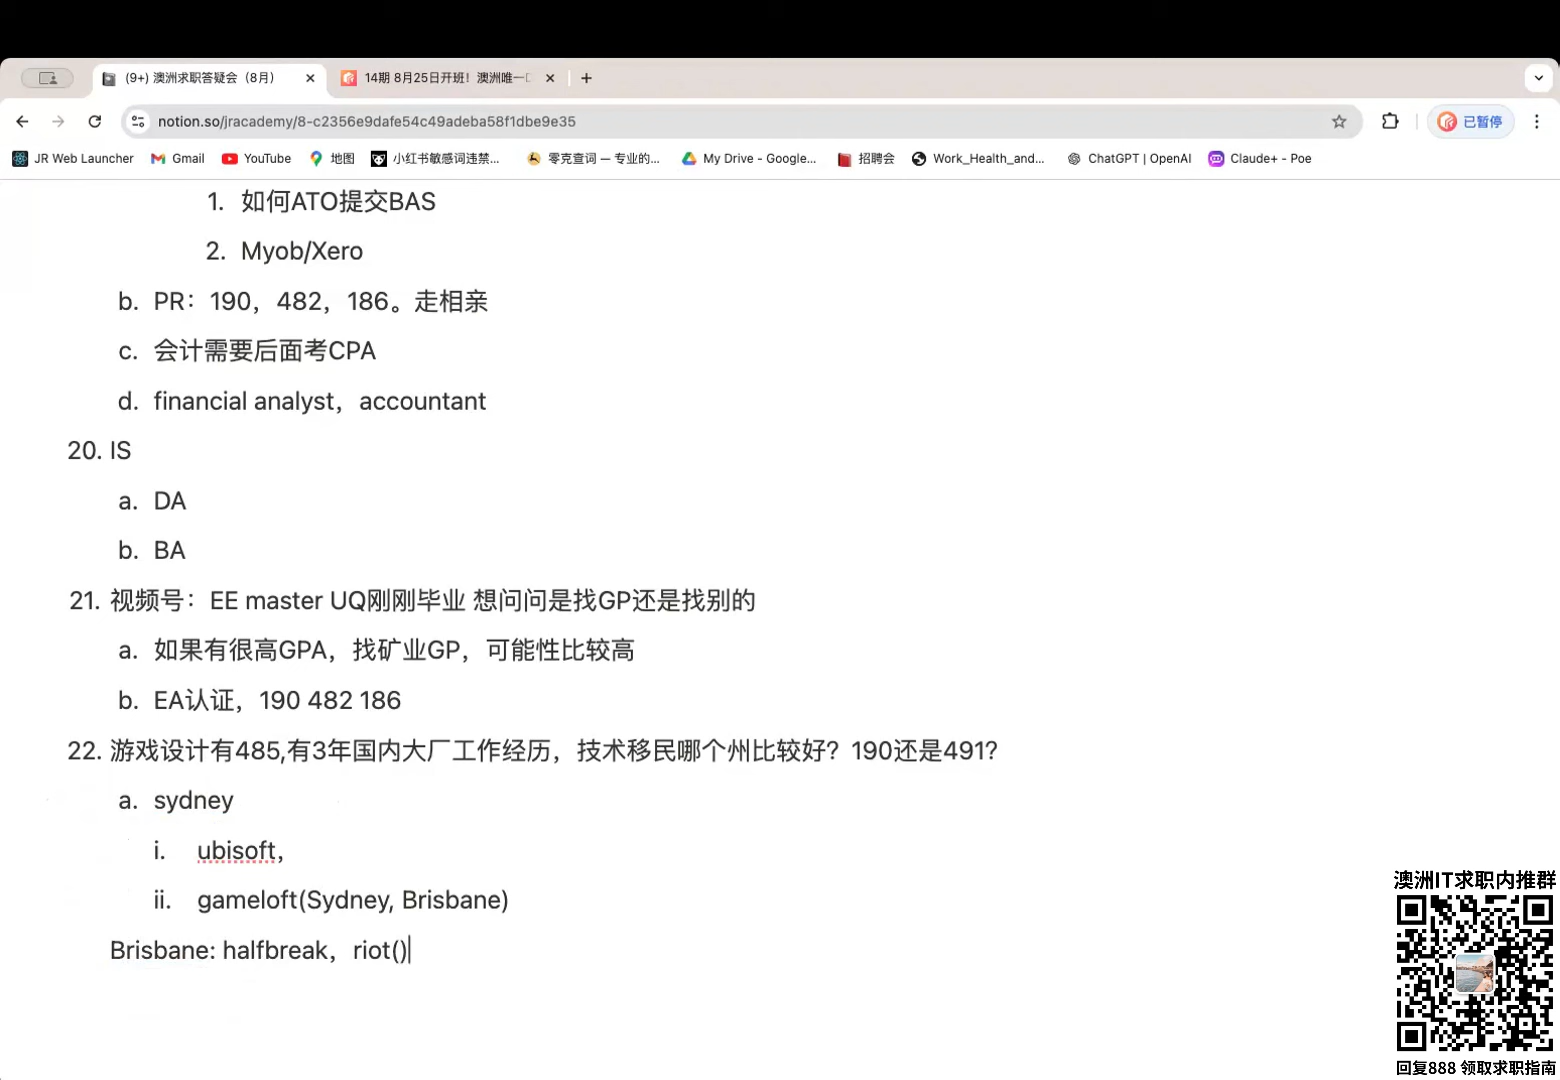 (9+) 澳洲求职答疑会（8月）
14期 8月25日开班！澳洲唯一
notion.so/jracademy/8-c2356e9dafe54c49adeba58f1dbe9e35
已暂停
JR Web Launcher
Gmail
YouTube
地图
小红书敏感词违禁...
零克查词 — 专业的...
My Drive - Google...
招聘会
Work_Health_and...
ChatGPT | OpenAI
Claude+ - Poe
1. 如何ATO提交BAS
2. Myob/Xero
b. PR：190，482，186。走相亲
c. 会计需要后面考CPA
d. financial analyst，accountant
20. IS
a. DA
b. BA
21. 视频号：EE master UQ刚刚毕业 想问问是找GP还是找别的
a. 如果有很高GPA，找矿业GP，可能性比较高
b. EA认证，190 482 186
22. 游戏设计有485,有3年国内大厂工作经历，技术移民哪个州比较好？190还是491?
a. sydney
i. ubisoft,
ii. gameloft(Sydney, Brisbane)
Brisbane: halfbreak，riot()
澳洲IT求职内推群
回复888 领取求职指南